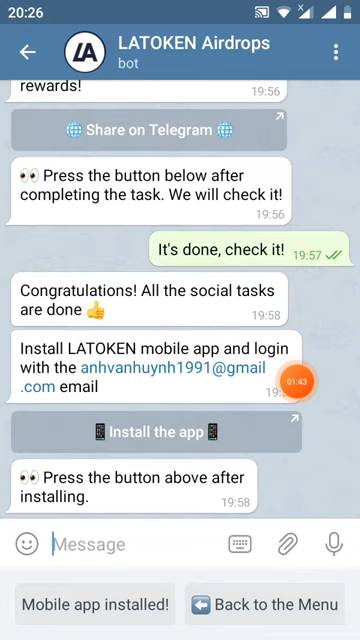 20:26
LATOKEN Airdrops
bot
rewards!
19:56
🌐 Share on Telegram 🌐
👀 Press the button below after
completing the task. We will check it!
19:56
It's done, check it! 19:57
Congratulations! All the social tasks
are done 👍
19:58
Install LATOKEN mobile app and login
with the anhvanhuynh1991@gmail
.com email
01:43
📱Install the app📱
👀 Press the button above after
installing.
19:58
Message
Mobile app installed!
⬅ Back to the Menu